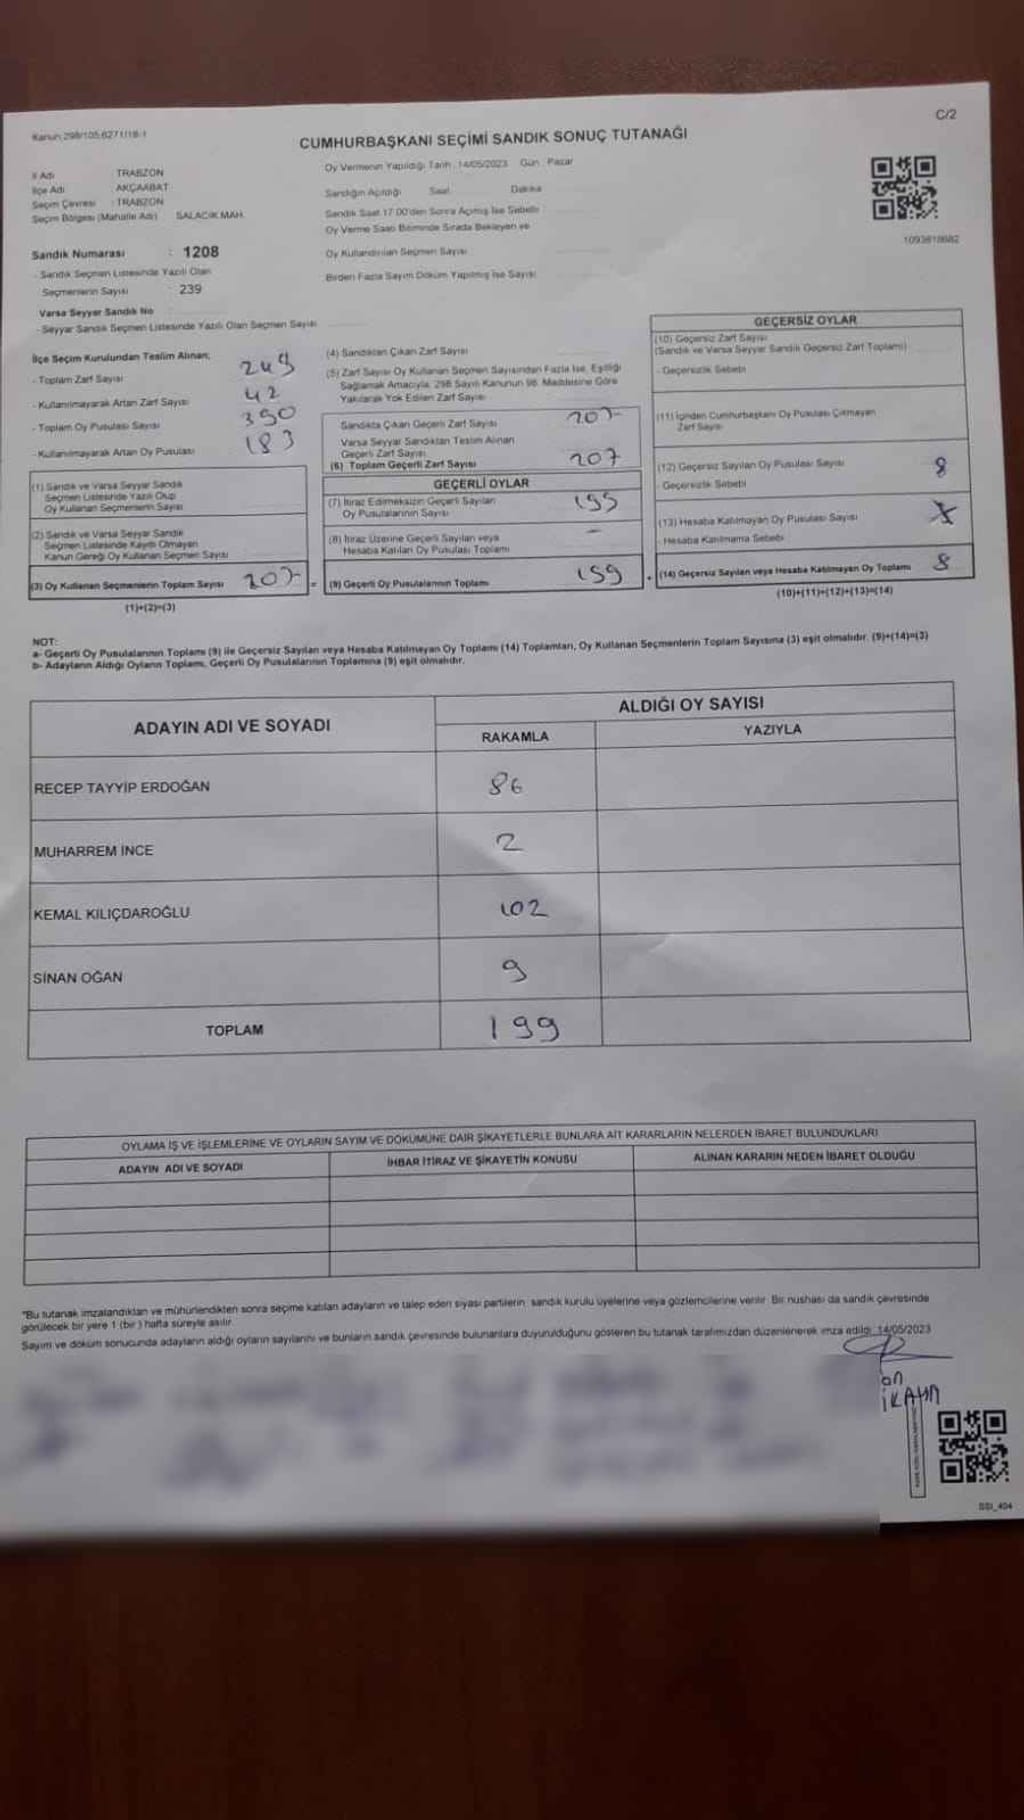 Kanun 298/105,6271/18-1
C/2
CUMHURBAŞKANI SEÇİMİ SANDIK SONUÇ TUTANAĞI
İl Adı TRABZON
İlçe Adı AKÇAABAT
Seçim Çevresi : TRABZON
Seçim Bölgesi (Mahalle Adı) SALACIK MAH.
Oy Vermenin Yapıldığı Tarih : 14/05/2023 Gün : Pazar
Sandığın Açıldığı Saat Dakika
Sandık Saat 17.00'den Sonra Açılmış İse Sebebi
Oy Verme Saati Bitiminde Sırada Bekleyen ve
Oy Kullandırılan Seçmen Sayısı
Birden Fazla Sayım Döküm Yapılmış İse Sayısı
Sandık Numarası : 1208
- Sandık Seçmen Listesinde Yazılı Olan
Seçmenlerin Sayısı : 239
Varsa Seyyar Sandık No
- Seyyar Sandık Seçmen Listesinde Yazılı Olan Seçmen Sayısı
İlçe Seçim Kurulundan Teslim Alınan;
- Toplam Zarf Sayısı 249
- Kullanılmayarak Artan Zarf Sayısı 42
- Toplam Oy Pusulası Sayısı 390
- Kullanılmayarak Artan Oy Pusulası 183
(1) Sandık ve Varsa Seyyar Sandık
Seçmen Listesinde Yazılı Olup
Oy Kullanan Seçmenlerin Sayısı
(2) Sandık ve Varsa Seyyar Sandık
Seçmen Listesinde Kayıtlı Olmayan
Kanun Gereği Oy Kullanan Seçmen Sayısı
(3) Oy Kullanan Seçmenlerin Toplam Sayısı 207 =
(1)+(2)=(3)
(4) Sandıktan Çıkan Zarf Sayısı
(5) Zarf Sayısı Oy Kullanan Seçmen Sayısından Fazla İse, Eşitliği
Sağlamak Amacıyla, 298 Sayılı Kanunun 98. Maddesine Göre
Yakılarak Yok Edilen Zarf Sayısı
Sandıkta Çıkan Geçerli Zarf Sayısı 207
Varsa Seyyar Sandıktan Teslim Alınan
Geçerli Zarf Sayısı
(6) Toplam Geçerli Zarf Sayısı 207
GEÇERLİ OYLAR
(7) İtiraz Edilmeksizin Geçerli Sayılan
Oy Pusulalarının Sayısı 199
(8) İtiraz Üzerine Geçerli Sayılan veya
Hesaba Katılan Oy Pusulası Toplamı -
(9) Geçerli Oy Pusulalarının Toplamı 199 +
GEÇERSİZ OYLAR
(10) Geçersiz Zarf Sayısı
(Sandık ve Varsa Seyyar Sandık Geçersiz Zarf Toplamı)
- Geçersizlik Sebebi
(11) İçinden Cumhurbaşkanı Oy Pusulası Çıkmayan
Zarf Sayısı
(12) Geçersiz Sayılan Oy Pusulası Sayısı 8
- Geçersizlik Sebebi
(13) Hesaba Katılmayan Oy Pusulası Sayısı
- Hesaba Katılmama Sebebi
(14) Geçersiz Sayılan veya Hesaba Katılmayan Oy Toplamı 8
(10)+(11)+(12)+(13)=(14)
NOT:
a- Geçerli Oy Pusulalarının Toplamı (9) ile Geçersiz Sayılan veya Hesaba Katılmayan Oy Toplamı (14) Toplamları, Oy Kullanan Seçmenlerin Toplam Sayısına (3) eşit olmalıdır. (9)+(14)=(3)
b- Adayların Aldığı Oyların Toplamı, Geçerli Oy Pusulalarının Toplamına (9) eşit olmalıdır.
ADAYIN ADI VE SOYADI
ALDIĞI OY SAYISI
RAKAMLA YAZIYLA
RECEP TAYYİP ERDOĞAN 86
MUHARREM İNCE 2
KEMAL KILIÇDAROĞLU 102
SİNAN OĞAN 9
TOPLAM 199
OYLAMA İŞ VE İŞLEMLERİNE VE OYLARIN SAYIM VE DÖKÜMÜNE DAİR ŞİKAYETLERLE BUNLARA AİT KARARLARIN NELERDEN İBARET BULUNDUKLARI
ADAYIN ADI VE SOYADI İHBAR İTİRAZ VE ŞİKAYETİN KONUSU ALINAN KARARIN NEDEN İBARET OLDUĞU
*Bu tutanak imzalandıktan ve mühürlendikten sonra seçime katılan adayların ve talep eden siyasi partilerin, sandık kurulu üyelerine veya gözlemcilerine verilir. Bir nüshası da sandık çevresinde
görülecek bir yere 1 (bir) hafta süreyle asılır.
Sayım ve döküm sonucunda adayların aldığı oyların sayılarını ve bunların sandık çevresinde bulunanlara duyurulduğunu gösteren bu tutanak tarafımızdan düzenlenerek imza edildi. 14/05/2023
SSI_404